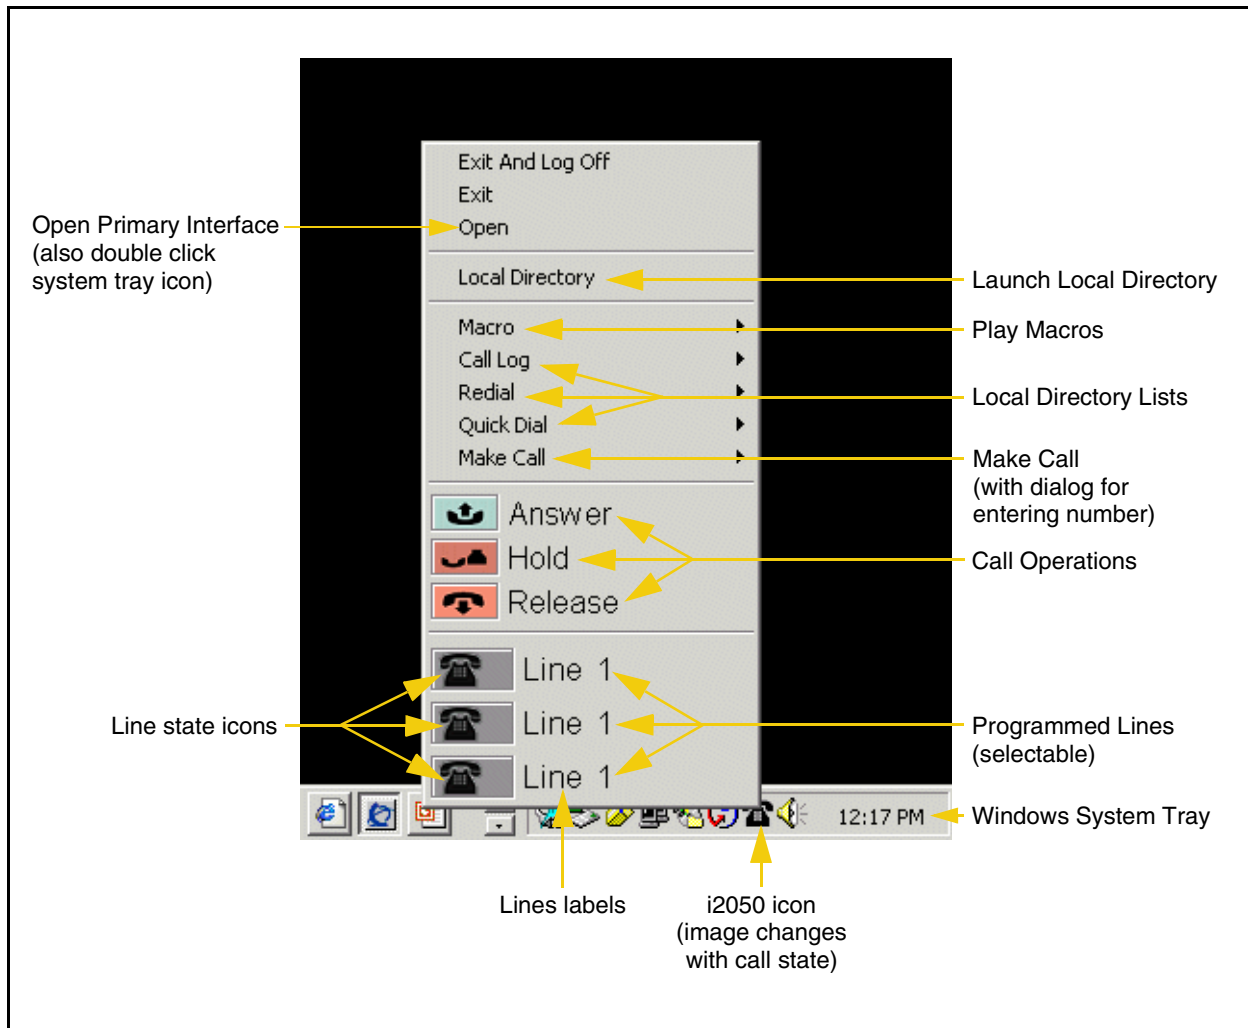 Exit And Log Off
Exit
Open
Open Primary Interface
(also double click
system tray icon)
Local Directory
Launch Local Directory
Macro
Play Macros
Call Log
Redial
Local Directory Lists
Quick Dial
Make Call
Make Call
(with dialog for
entering number)
Answer
Hold
Call Operations
Release
Line 1
Line state icons
Line 1
Programmed Lines
(selectable)
Line 1
12:17 PM
Windows System Tray
Lines labels
i2050 icon
(image changes
with call state)